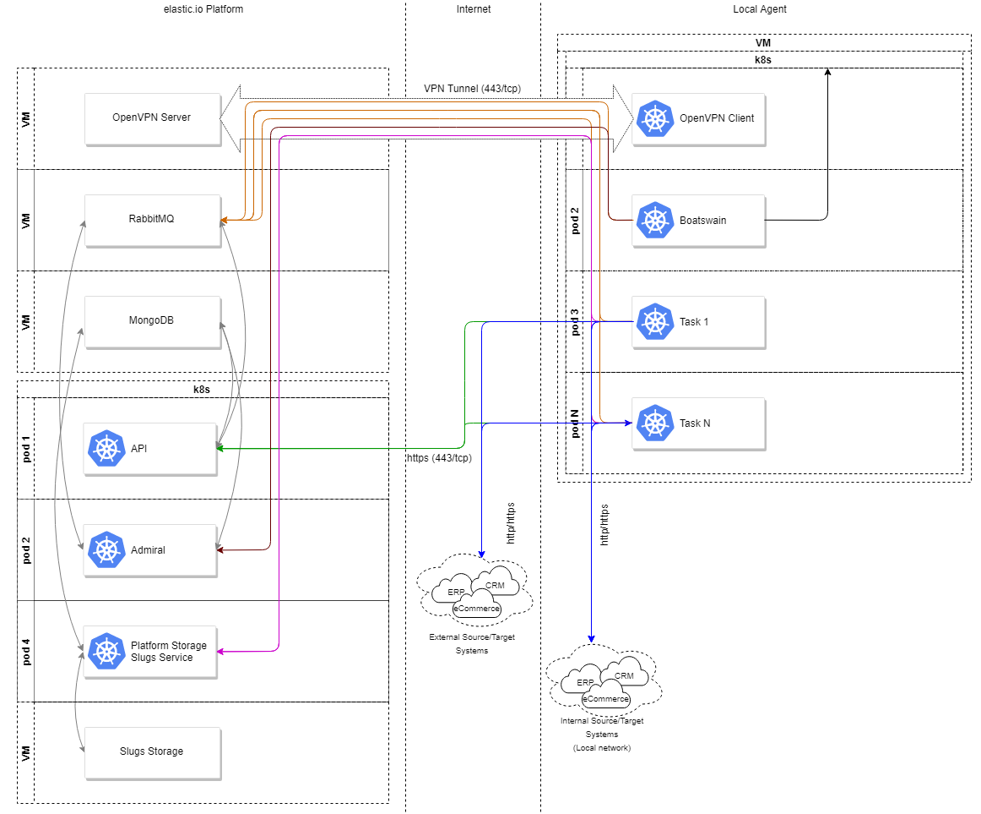 elastic.io Platform
Internet
Local Agent
VM
k8s
VPN Tunnel (443/tcp)
VM
OpenVPN Server
OpenVPN Client
VM
RabbitMQ
pod 2
Boatswain
VM
MongoDB
pod 3
Task 1
k8s
pod N
Task N
pod 1
API
https (443/tcp)
pod 2
Admiral
http/https
http/https
ERP
CRM
eCommerce
External Source/Target
Systems
pod 4
Platform Storage
Slugs Service
ERP
CRM
eCommerce
Internal Source/Target
Systems
(Local network)
VM
Slugs Storage